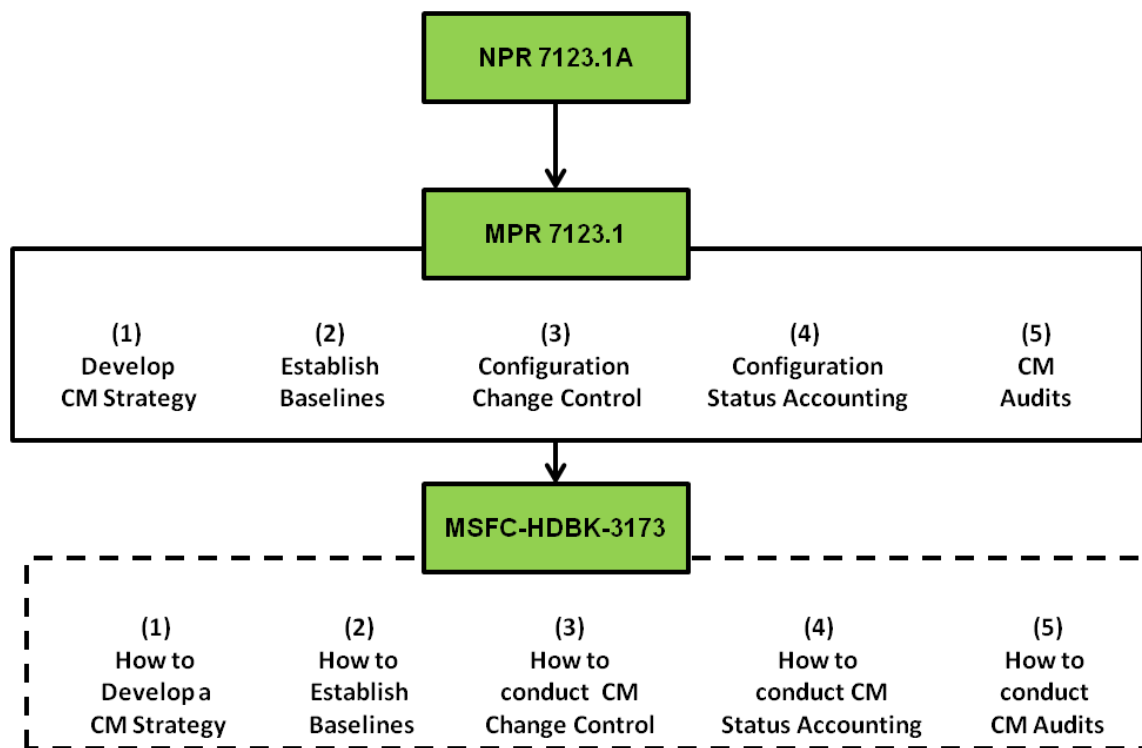 NPR 7123.1A
MPR 7123.1
(1)
Develop
CM Strategy
(2)
Establish
Baselines
(3)
Configuration
Change Control
(4)
Configuration
Status Accounting
(5)
CM
Audits
MSFC-HDBK-3173
(1)
How to
Develop a
CM Strategy
(2)
How to
Establish
Baselines
(3)
How to
conduct CM
Change Control
(4)
How to
conduct CM
Status Accounting
(5)
How to
conduct
CM Audits